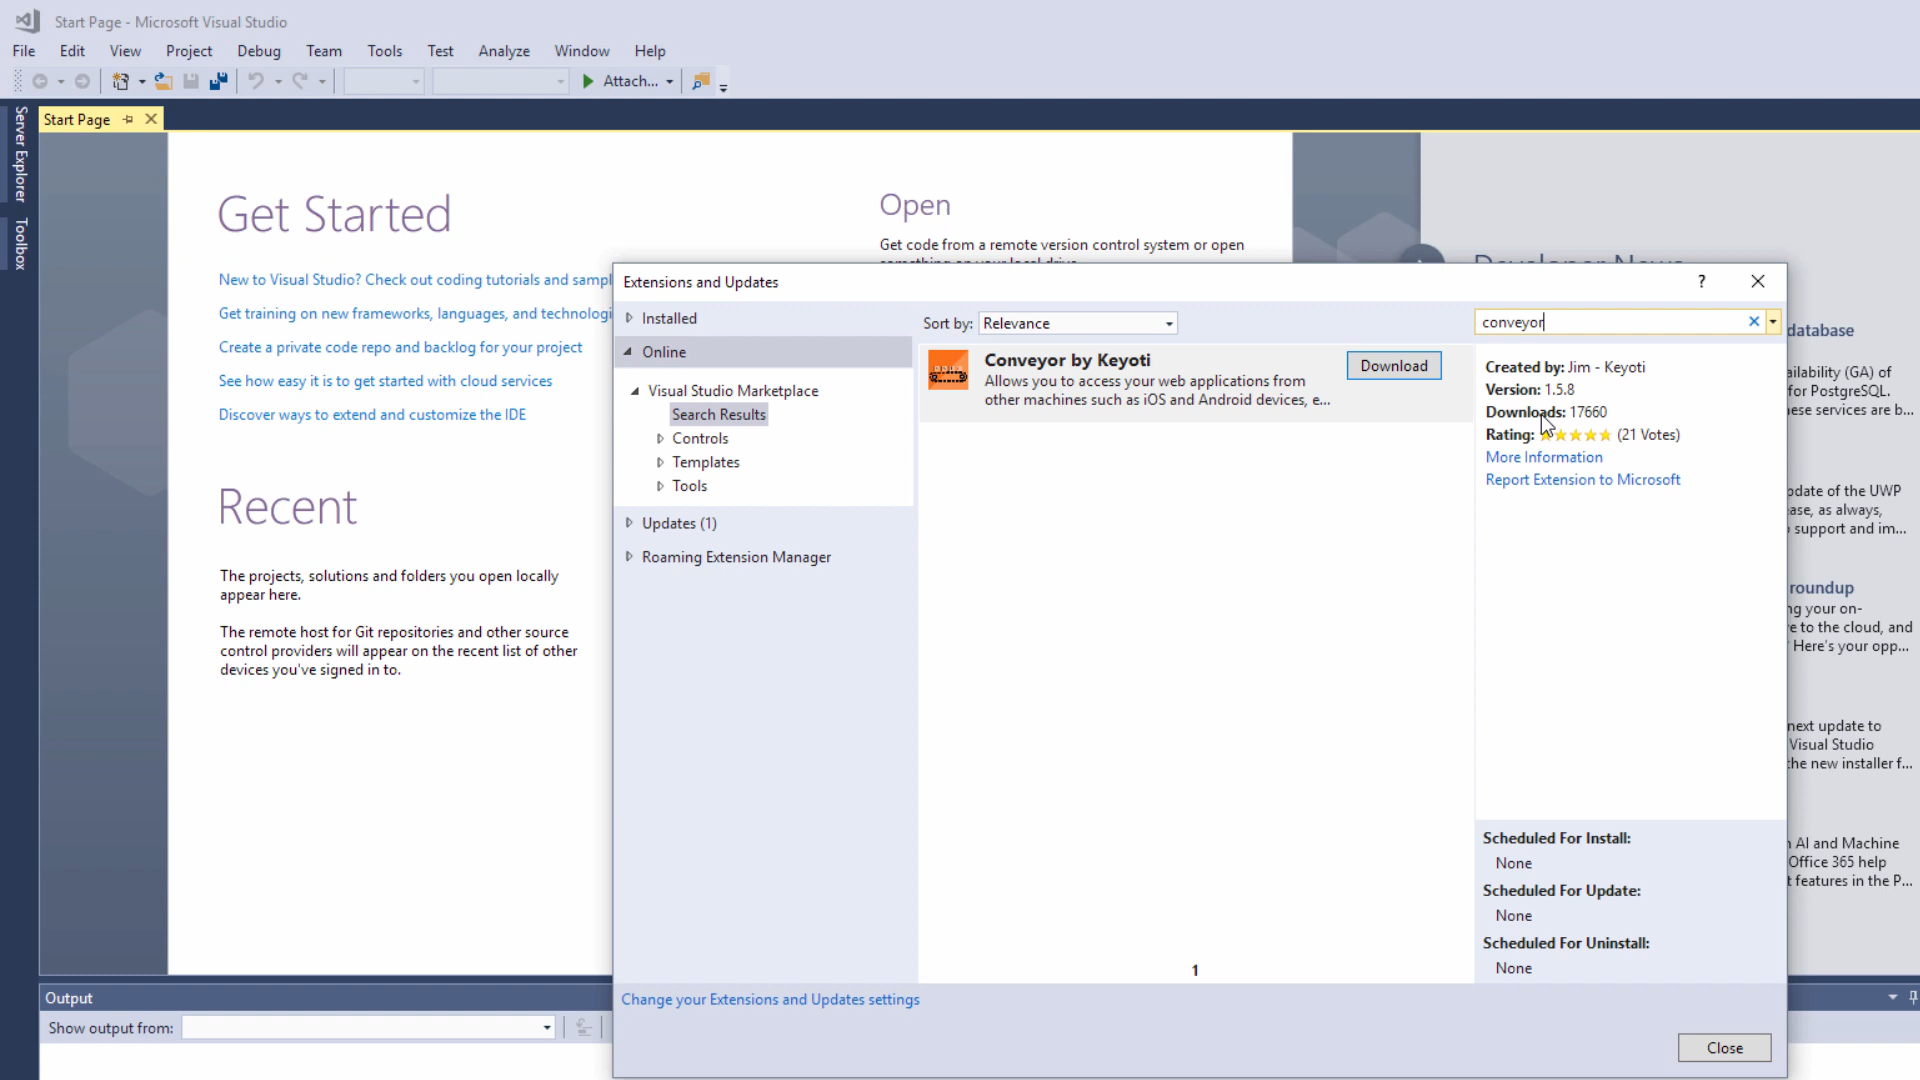 Start Page - Microsoft Visual Studio
File Edit View Project Debug Team Tools Test Analyze Window Help
Attach...
Server Explorer
Toolbox
Start Page
Get Started
New to Visual Studio? Check out coding tutorials and sampl
Get training on new frameworks, languages, and technologi
Create a private code repo and backlog for your project
See how easy it is to get started with cloud services
Discover ways to extend and customize the IDE
Recent
The projects, solutions and folders you open locally
appear here.
The remote host for Git repositories and other source
control providers will appear on the recent list of other
devices you've signed in to.
Open
Get code from a remote version control system or open
something on your local drive
Developer News
Extensions and Updates
?
Installed
Online
Visual Studio Marketplace
Search Results
Controls
Templates
Tools
Updates (1)
Roaming Extension Manager
Sort by: Relevance
Conveyor by Keyoti
Allows you to access your web applications from
other machines such as iOS and Android devices, e...
Download
1
conveyor
Created by: Jim - Keyoti
Version: 1.5.8
Downloads: 17660
Rating: (21 Votes)
More Information
Report Extension to Microsoft
Scheduled For Install:
None
Scheduled For Update:
None
Scheduled For Uninstall:
None
Change your Extensions and Updates settings
Close
database
ailability (GA) of
for PostgreSQL.
ese services are b...
pdate of the UWP
ase, as always,
support and im...
roundup
ng your on-
e to the cloud, and
Here's your opp...
next update to
Visual Studio
he new installer f...
AI and Machine
Office 365 help
t features in the P...
Output
Show output from: